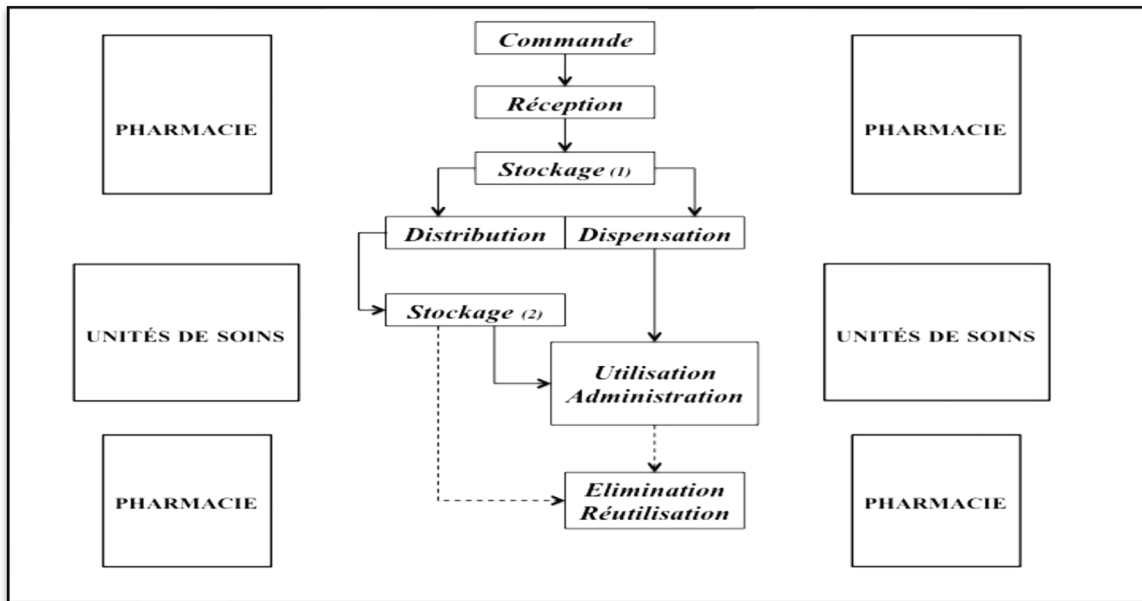 Commande
PHARMACIE
Réception
PHARMACIE
Stockage (1)
Distribution
Dispensation
Stockage (2)
UNITÉS DE SOINS
UNITÉS DE SOINS
Utilisation
Administration
PHARMACIE
Elimination
Réutilisation
PHARMACIE